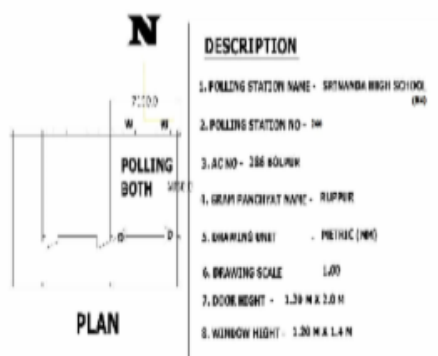 N
DESCRIPTION
1. POLLING STATION NAME - SRINANDA HIGH SCHOOL
2. POLLING STATION NO -
3. AC NO - 286 BOLPUR
4. GRAM PANCHYAT NAME - RUPPUR
5. DRAWING UNIT - METRIC (MM)
6. DRAWING SCALE 1.00
7. DOOR HIGHT - 1.20 M X 2.0 M
8. WINDOW HIGHT - 1.20 M X 1.4 M
W W
POLLING
BOTH
D D
PLAN